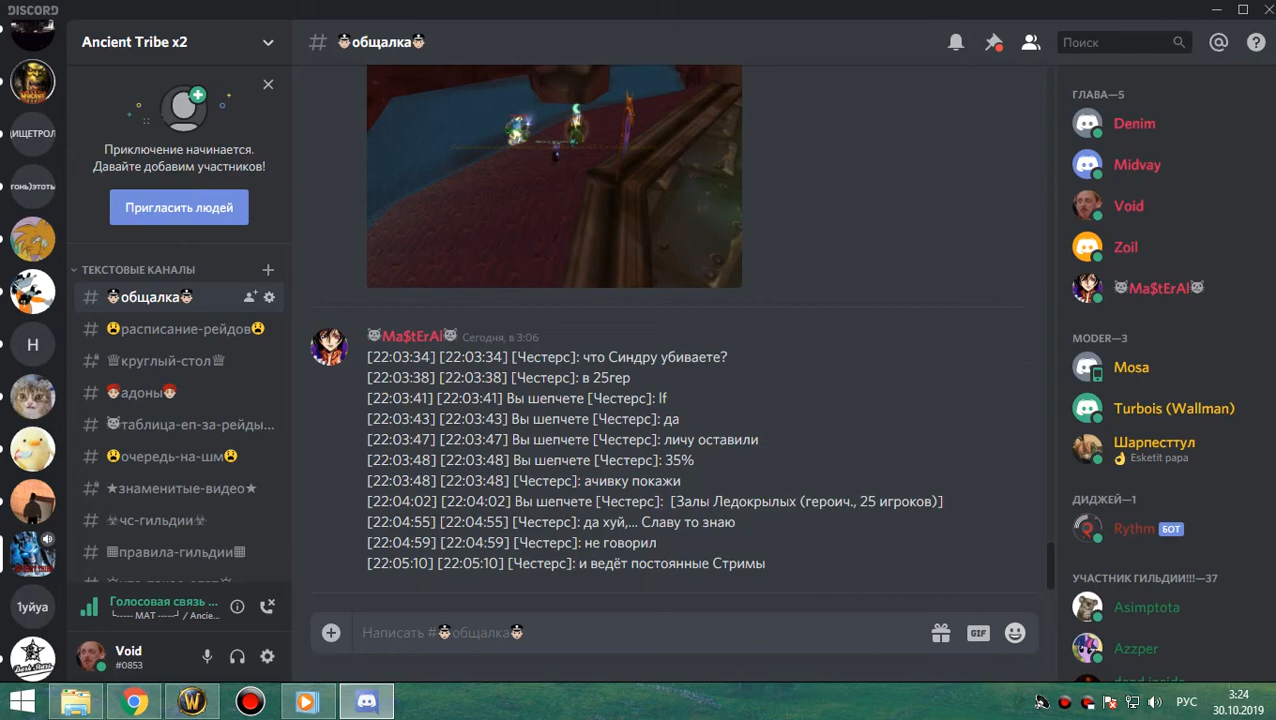 DISCORD
ДИЩЕТРОЛ
гонь)этоть
H
1уйуа
Ancient Tribe x2
Приключение начинается.
Давайте добавим участников!
Пригласить людей
ТЕКСТОВЫЕ КАНАЛЫ
# 👮общалка👮
# 😩расписание-рейдов😩
# ♕круглый-стол♕
# адоны
# 😈таблица-еп-за-рейды...
# 😩очередь-на-шм😩
# ★знаменитые-видео★
# ☣чс-гильдии☣
# ▦правила-гильдии▦
Голосовая связь ...
└----- МАТ -----┘/ Ancie...
Void
#0853
# 👮общалка👮
Поиск
Ma$tErAl Сегодня, в 3:06
[22:03:34] [22:03:34] [Честерс]: что Синдру убиваете?
[22:03:38] [22:03:38] [Честерс]: в 25гер
[22:03:41] [22:03:41] Вы шепчете [Честерс]: lf
[22:03:43] [22:03:43] Вы шепчете [Честерс]: да
[22:03:47] [22:03:47] Вы шепчете [Честерс]: личу оставили
[22:03:48] [22:03:48] Вы шепчете [Честерс]: 35%
[22:03:48] [22:03:48] [Честерс]: ачивку покажи
[22:04:02] [22:04:02] Вы шепчете [Честерс]: [Залы Ледокрылых (героич., 25 игроков)]
[22:04:55] [22:04:55] [Честерс]: да хуй,... Славу то знаю
[22:04:59] [22:04:59] [Честерс]: не говорил
[22:05:10] [22:05:10] [Честерс]: и ведёт постоянные Стримы
Написать #👮общалка👮
GIF
ГЛАВА—5
Denim
Midvay
Void
Zoil
Ma$tErAl
MODER—3
Mosa
Turbois (Wallman)
Шарпесттул
👌 Esketit papa
ДИДЖЕЙ—1
Rythm БОТ
УЧАСТНИК ГИЛЬДИИ!!!—37
Asimptota
Azzper
dead inside
РУС
3:24
30.10.2019